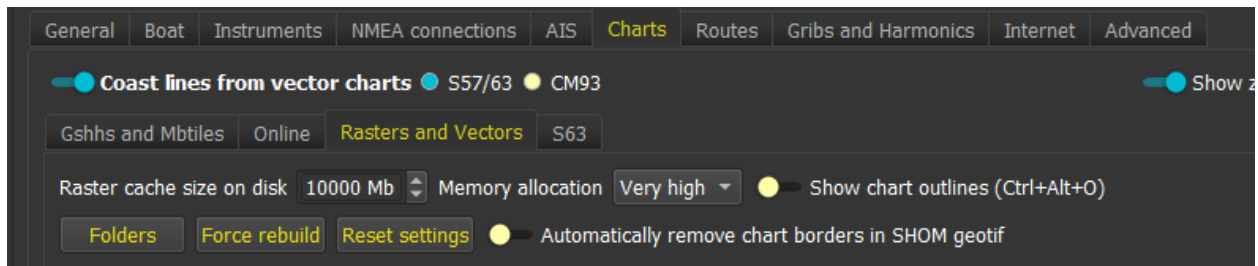 General Boat Instruments NMEA connections AIS Charts Routes Gribs and Harmonics Internet Advanced
Coast lines from vector charts S57/63 CM93 Show z
Gshhs and Mbtiles Online Rasters and Vectors S63
Raster cache size on disk 10000 Mb Memory allocation Very high Show chart outlines (Ctrl+Alt+O)
Folders Force rebuild Reset settings Automatically remove chart borders in SHOM geotif